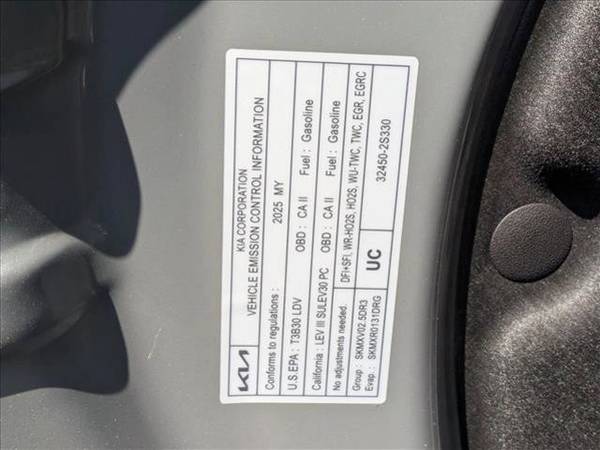 KIA
KIA CORPORATION
VEHICLE EMISSION CONTROL INFORMATION
Conforms to regulations : 2025 MY
U.S EPA : T3B30 LDV OBD : CA II Fuel : Gasoline
California : LEV III SULEV30 PC OBD : CA II Fuel : Gasoline
No adjustments needed. DFI+SFI, WR-HO2S, HO2S, WU-TWC, TWC, EGR, EGRC
Group : SKMXV02.5DR3 UC 32450-2S330
Evap. : SKMXR0131DRG